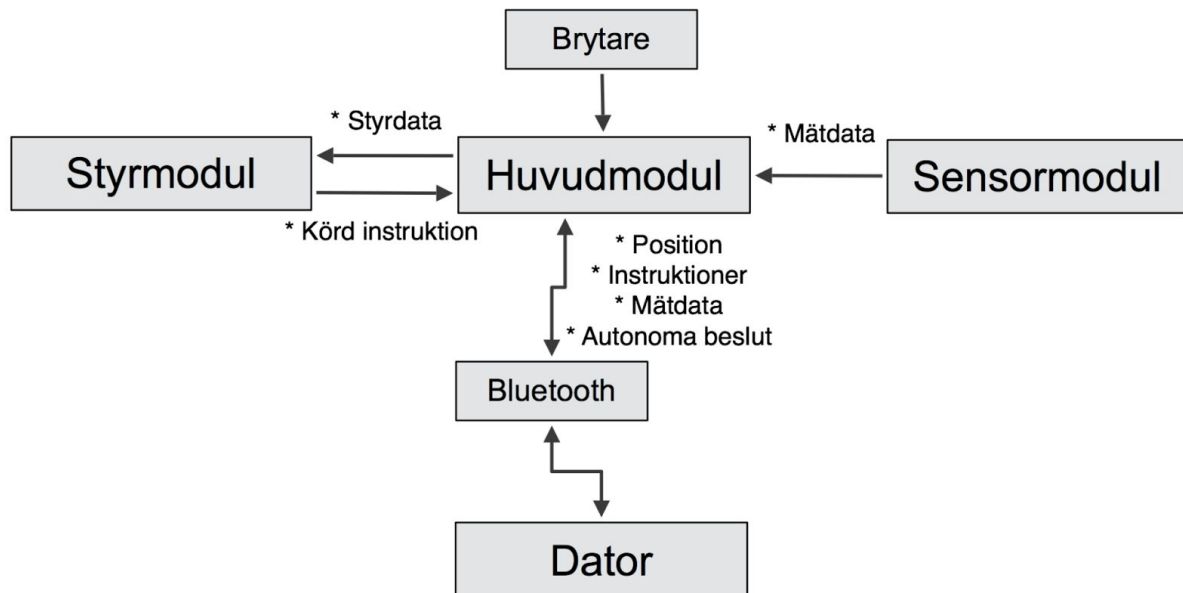 Brytare
* Styrdata
* Mätdata
Styrmodul
Huvudmodul
Sensormodul
* Körd instruktion
* Position
* Instruktioner
* Mätdata
* Autonoma beslut
Bluetooth
Dator